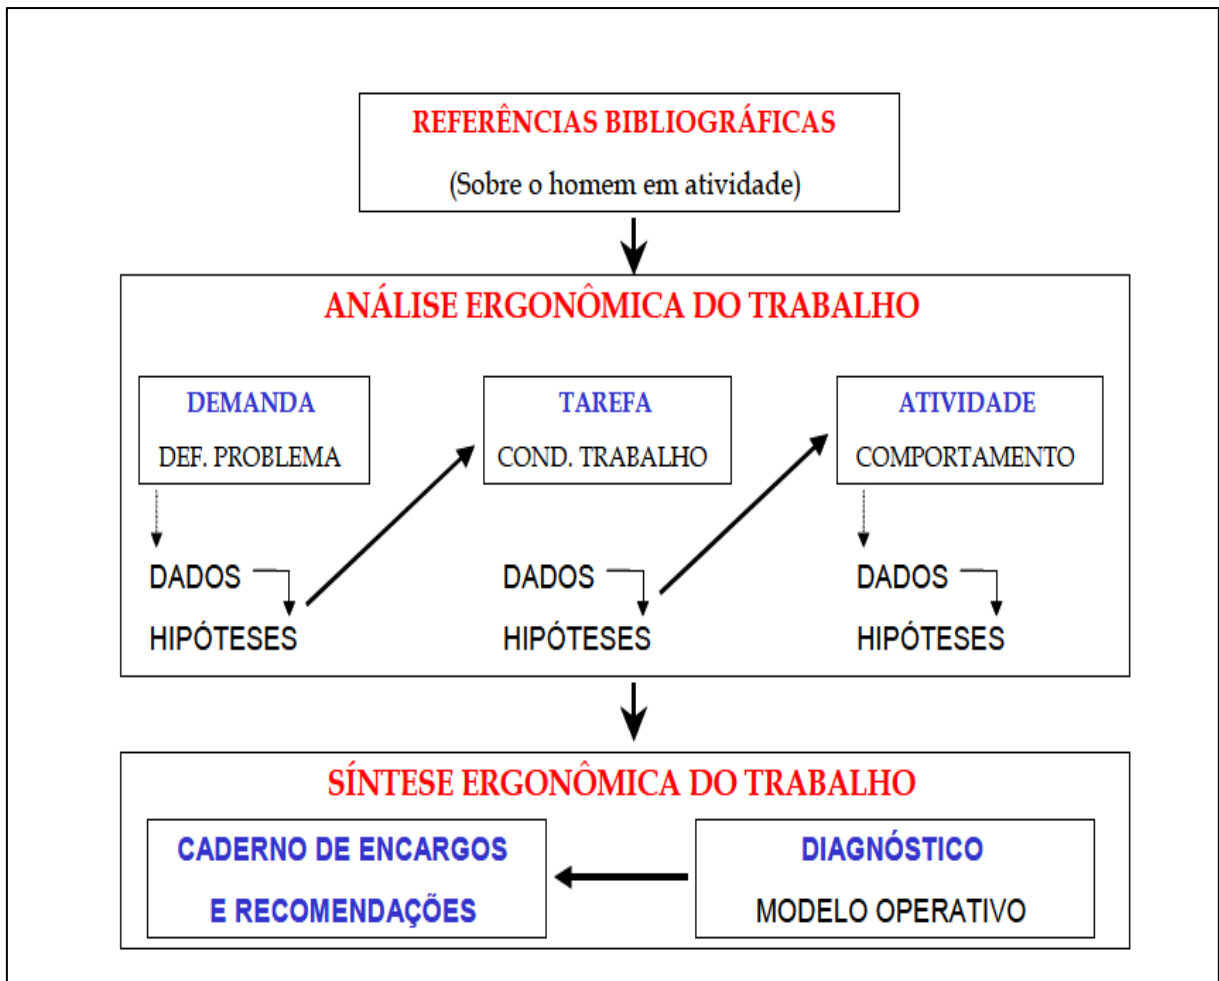 REFERÊNCIAS BIBLIOGRÁFICAS
(Sobre o homem em atividade)
ANÁLISE ERGONÔMICA DO TRABALHO
DEMANDA
DEF. PROBLEMA
TAREFA
COND. TRABALHO
ATIVIDADE
COMPORTAMENTO
DADOS
HIPÓTESES
DADOS
HIPÓTESES
DADOS
HIPÓTESES
SÍNTESE ERGONÔMICA DO TRABALHO
CADERNO DE ENCARGOS
E RECOMENDAÇÕES
DIAGNÓSTICO
MODELO OPERATIVO